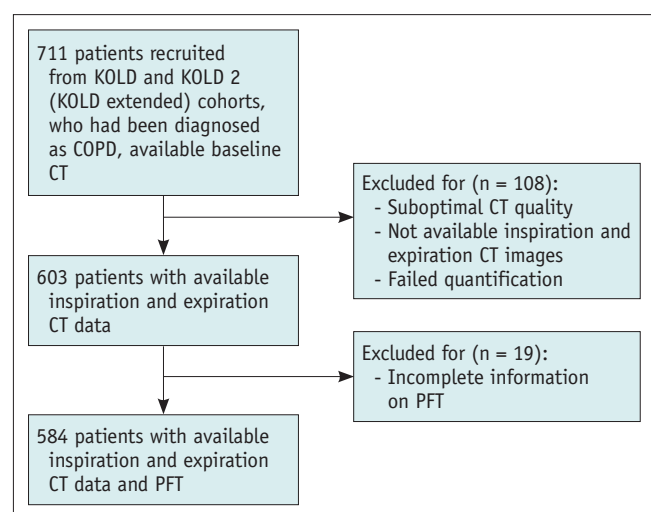 711 patients recruited
from KOLD and KOLD 2
(KOLD extended) cohorts,
who had been diagnosed
as COPD, available baseline
CT
Excluded for (n = 108):
- Suboptimal CT quality
- Not available inspiration and
expiration CT images
- Failed quantification
603 patients with available
inspiration and expiration
CT data
Excluded for (n = 19):
- Incomplete information
on PFT
584 patients with available
inspiration and expiration
CT data and PFT